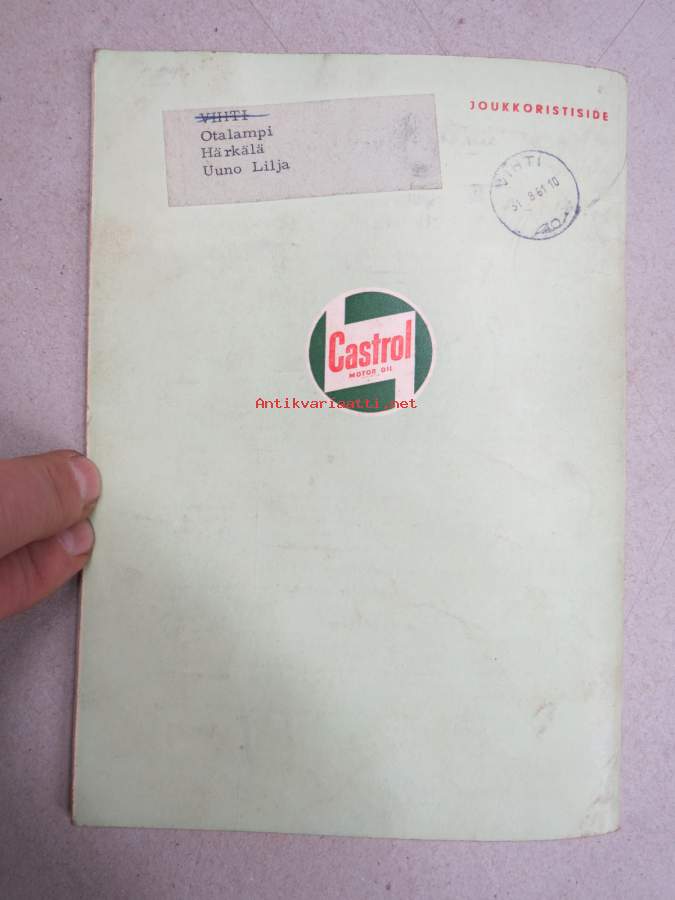 JOUKKORISTISIDE
VIHTI
Otalampi
Härkälä
Uuno Lilja
VIHTI
31 8 61 10
Castrol
MOTOR OIL
Antikvariaatti.net